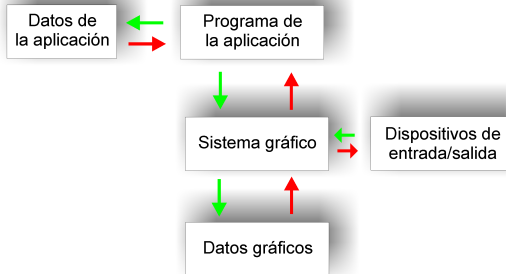 Datos de
la aplicación
Programa de
la aplicación
Sistema gráfico
Dispositivos de
entrada/salida
Datos gráficos